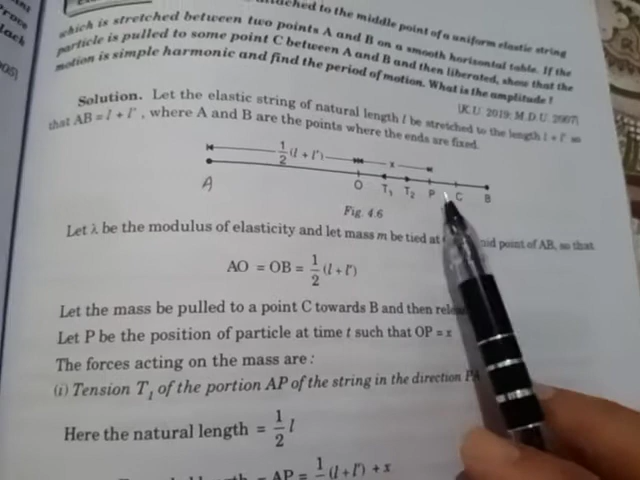 attached to the middle point of a uniform elastic string
which is stretched between two points A and B on a smooth horizontal table. If the
particle is pulled to some point C between A and B and then liberated, show that the
motion is simple harmonic and find the period of motion. What is the amplitude ?
[K.U. 2019; M.D.U. 2007]
Solution. Let the elastic string of natural length l be stretched to the length l + l' so
that AB = l + l' , where A and B are the points where the ends are fixed.
1/2 (l + l') x
A O T₁ T₂ P C B
Fig. 4.6
Let λ be the modulus of elasticity and let mass m be tied at mid point of AB, so that
AO = OB = 1/2 (l + l')
Let the mass be pulled to a point C towards B and then
Let P be the position of particle at time t such that OP = x
The forces acting on the mass are :
(i) Tension T₁ of the portion AP of the string in the direction PA
Here the natural length = 1/2 l
= AP = 1/2 (l + l') + x